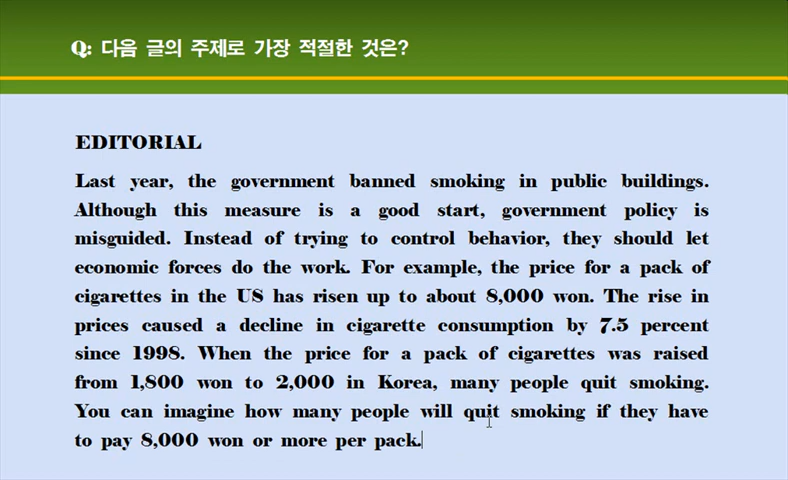 Q: 다음 글의 주제로 가장 적절한 것은?
EDITORIAL
Last year, the government banned smoking in public buildings.
Although this measure is a good start, government policy is
misguided. Instead of trying to control behavior, they should let
economic forces do the work. For example, the price for a pack of
cigarettes in the US has risen up to about 8,000 won. The rise in
prices caused a decline in cigarette consumption by 7.5 percent
since 1998. When the price for a pack of cigarettes was raised
from 1,800 won to 2,000 in Korea, many people quit smoking.
You can imagine how many people will quit smoking if they have
to pay 8,000 won or more per pack.